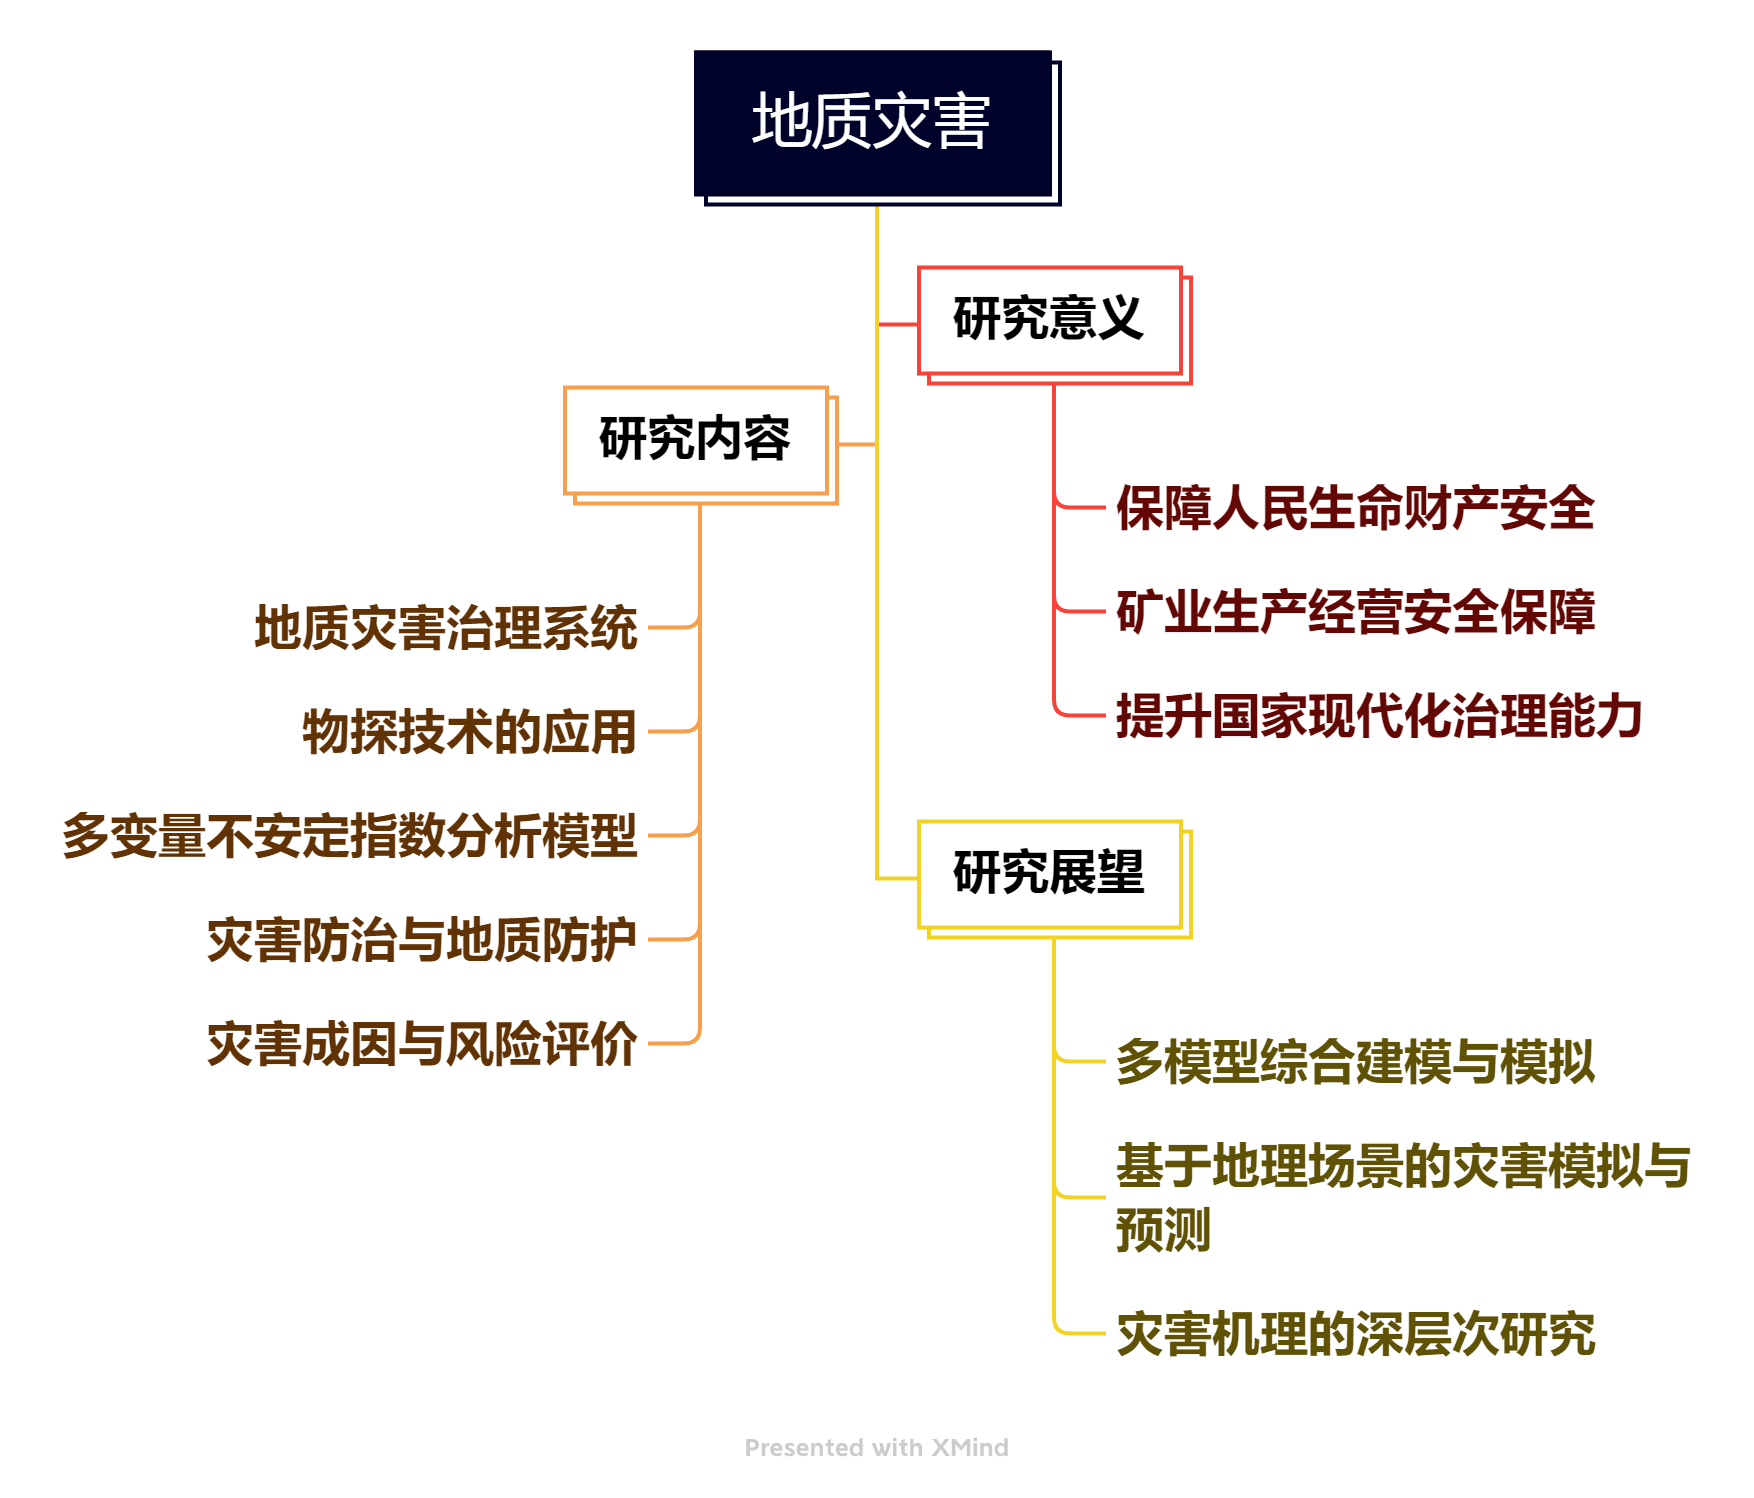 地质灾害
研究意义
保障人民生命财产安全
矿业生产经营安全保障
提升国家现代化治理能力
研究内容
地质灾害治理系统
物探技术的应用
多变量不安定指数分析模型
灾害防治与地质防护
灾害成因与风险评价
研究展望
多模型综合建模与模拟
基于地理场景的灾害模拟与
预测
灾害机理的深层次研究
Presented with XMind